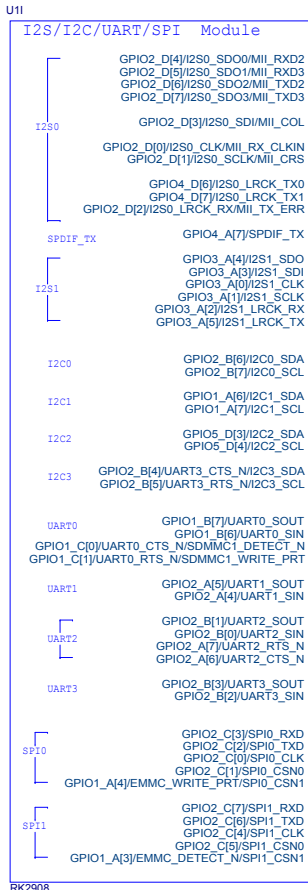 U1I
I2S/I2C/UART/SPI Module
GPIO2_D[4]/I2S0_SDO0/MII_RXD2
GPIO2_D[5]/I2S0_SDO1/MII_RXD3
GPIO2_D[6]/I2S0_SDO2/MII_TXD2
GPIO2_D[7]/I2S0_SDO3/MII_TXD3
I2S0 GPIO2_D[3]/I2S0_SDI/MII_COL
GPIO2_D[0]/I2S0_CLK/MII_RX_CLKIN
GPIO2_D[1]/I2S0_SCLK/MII_CRS
GPIO4_D[6]/I2S0_LRCK_TX0
GPIO4_D[7]/I2S0_LRCK_TX1
GPIO2_D[2]/I2S0_LRCK_RX/MII_TX_ERR
SPDIF_TX GPIO4_A[7]/SPDIF_TX
GPIO3_A[4]/I2S1_SDO
GPIO3_A[3]/I2S1_SDI
I2S1 GPIO3_A[0]/I2S1_CLK
GPIO3_A[1]/I2S1_SCLK
GPIO3_A[2]/I2S1_LRCK_RX
GPIO3_A[5]/I2S1_LRCK_TX
I2C0 GPIO2_B[6]/I2C0_SDA
GPIO2_B[7]/I2C0_SCL
I2C1 GPIO1_A[6]/I2C1_SDA
GPIO1_A[7]/I2C1_SCL
I2C2 GPIO5_D[3]/I2C2_SDA
GPIO5_D[4]/I2C2_SCL
I2C3 GPIO2_B[4]/UART3_CTS_N/I2C3_SDA
GPIO2_B[5]/UART3_RTS_N/I2C3_SCL
UART0 GPIO1_B[7]/UART0_SOUT
GPIO1_B[6]/UART0_SIN
GPIO1_C[0]/UART0_CTS_N/SDMMC1_DETECT_N
GPIO1_C[1]/UART0_RTS_N/SDMMC1_WRITE_PRT
UART1 GPIO2_A[5]/UART1_SOUT
GPIO2_A[4]/UART1_SIN
GPIO2_B[1]/UART2_SOUT
UART2 GPIO2_B[0]/UART2_SIN
GPIO2_A[7]/UART2_RTS_N
GPIO2_A[6]/UART2_CTS_N
UART3 GPIO2_B[3]/UART3_SOUT
GPIO2_B[2]/UART3_SIN
GPIO2_C[3]/SPI0_RXD
SPI0 GPIO2_C[2]/SPI0_TXD
GPIO2_C[0]/SPI0_CLK
GPIO2_C[1]/SPI0_CSN0
GPIO1_A[4]/EMMC_WRITE_PRT/SPI0_CSN1
GPIO2_C[7]/SPI1_RXD
SPI1 GPIO2_C[6]/SPI1_TXD
GPIO2_C[4]/SPI1_CLK
GPIO2_C[5]/SPI1_CSN0
GPIO1_A[3]/EMMC_DETECT_N/SPI1_CSN1
RK2908